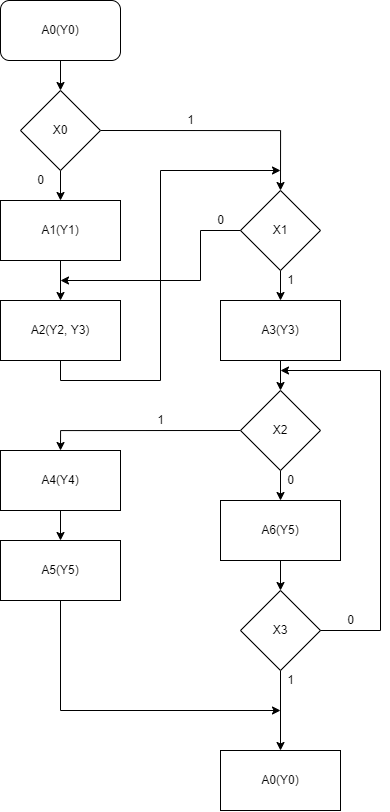 A0(Y0)
X0
1
0
A1(Y1)
0
X1
1
A2(Y2, Y3)
A3(Y3)
1
X2
0
A4(Y4)
A6(Y5)
A5(Y5)
X3
0
1
A0(Y0)